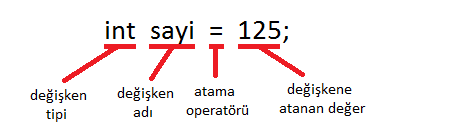 int sayi = 125;
değişken tipi
değişken adı
atama operatörü
değişkene atanan değer